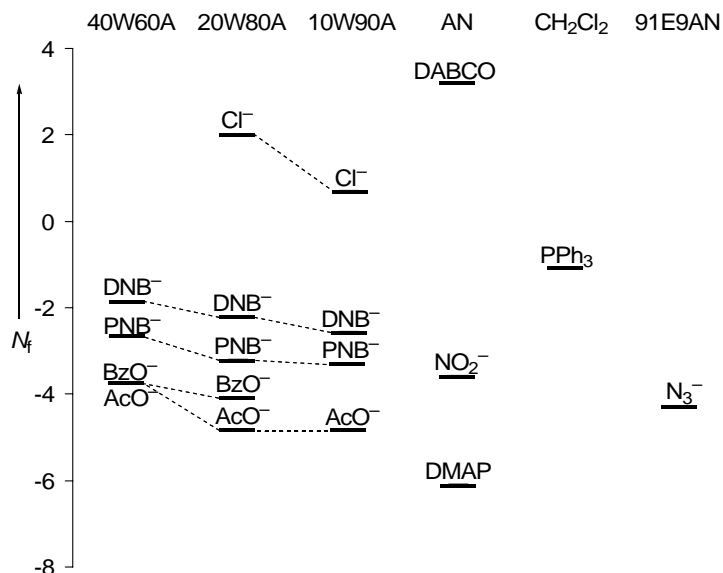 40W60A 20W80A 10W90A AN CH₂Cl₂ 91E9AN
4
DABCO
Cl⁻
2
Cl⁻
0
PPh₃
DNB⁻
-2
DNB⁻
DNB⁻
PNB⁻
Nf
PNB⁻
PNB⁻
NO₂⁻
BzO⁻
BzO⁻
-4
AcO⁻
N₃⁻
AcO⁻
AcO⁻
DMAP
-6
-8